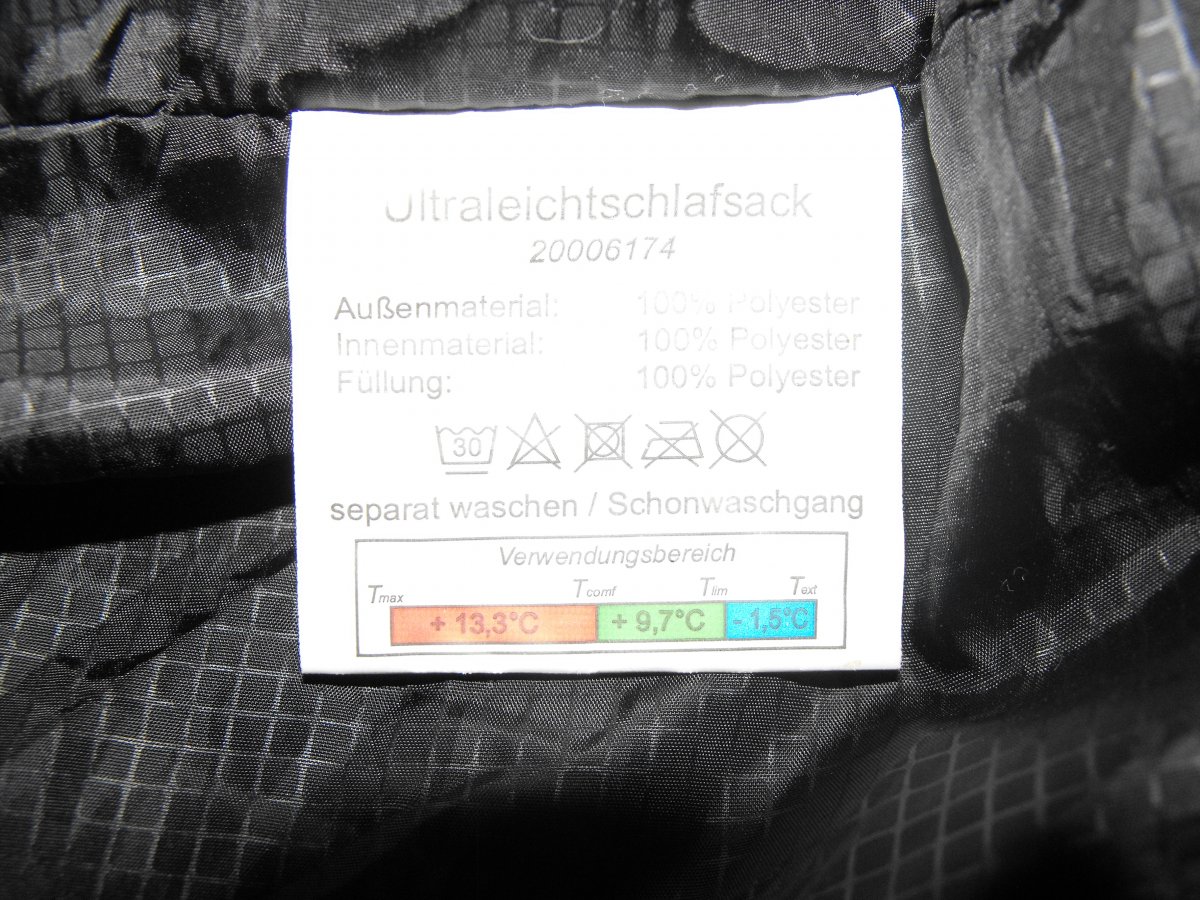 Ultraleichtschlafsack
20006174
Außenmaterial: 100% Polyester
Innenmaterial: 100% Polyester
Füllung: 100% Polyester
30
separat waschen / Schonwaschgang
Verwendungsbereich
Tmax Tcomf Tlim Text
+ 13,3°C + 9,7°C - 1,5°C